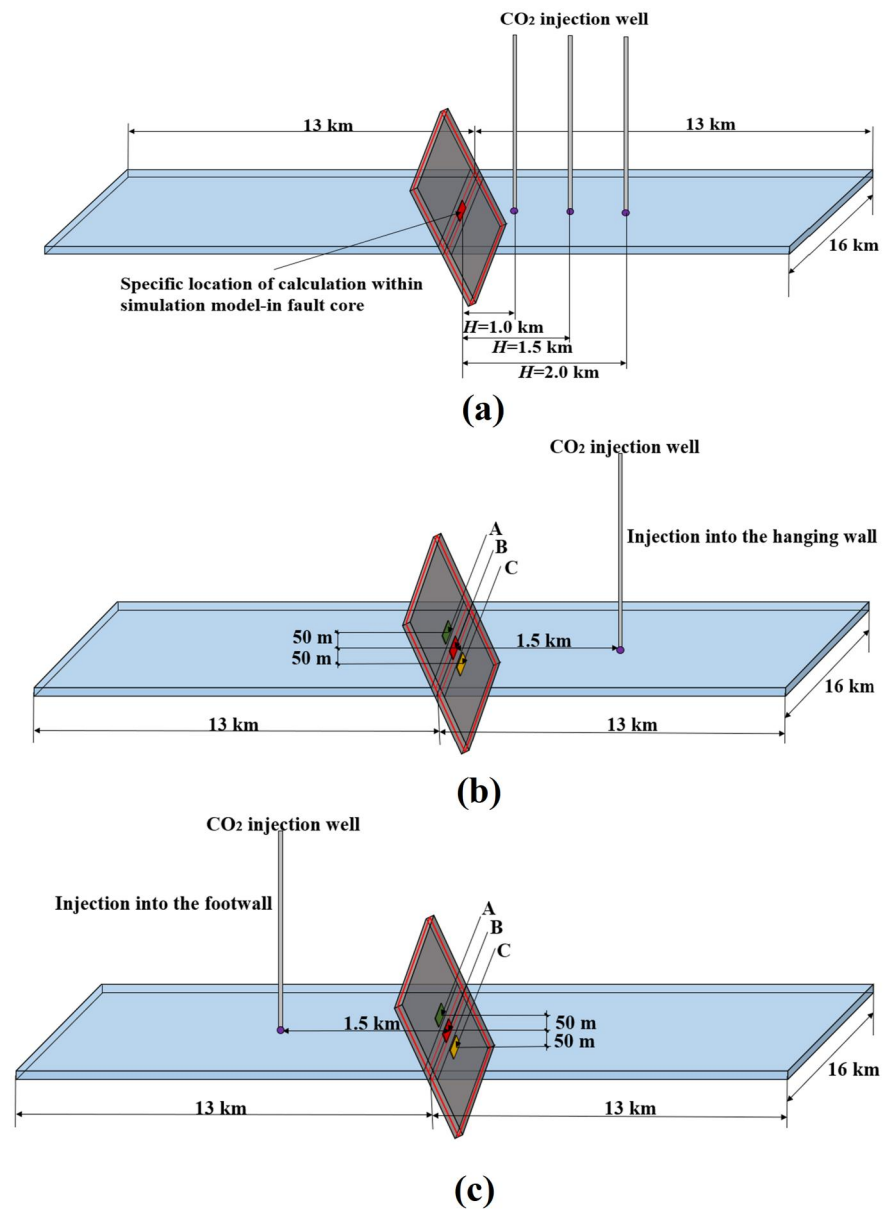 CO₂ injection well
13 km
13 km
16 km
Specific location of calculation within
simulation model-in fault core
H=1.0 km
H=1.5 km
H=2.0 km
(a)
CO₂ injection well
A
B
C
Injection into the hanging wall
50 m
50 m
1.5 km
16 km
13 km
13 km
(b)
CO₂ injection well
Injection into the footwall
A
B
C
1.5 km
50 m
50 m
16 km
13 km
13 km
(c)